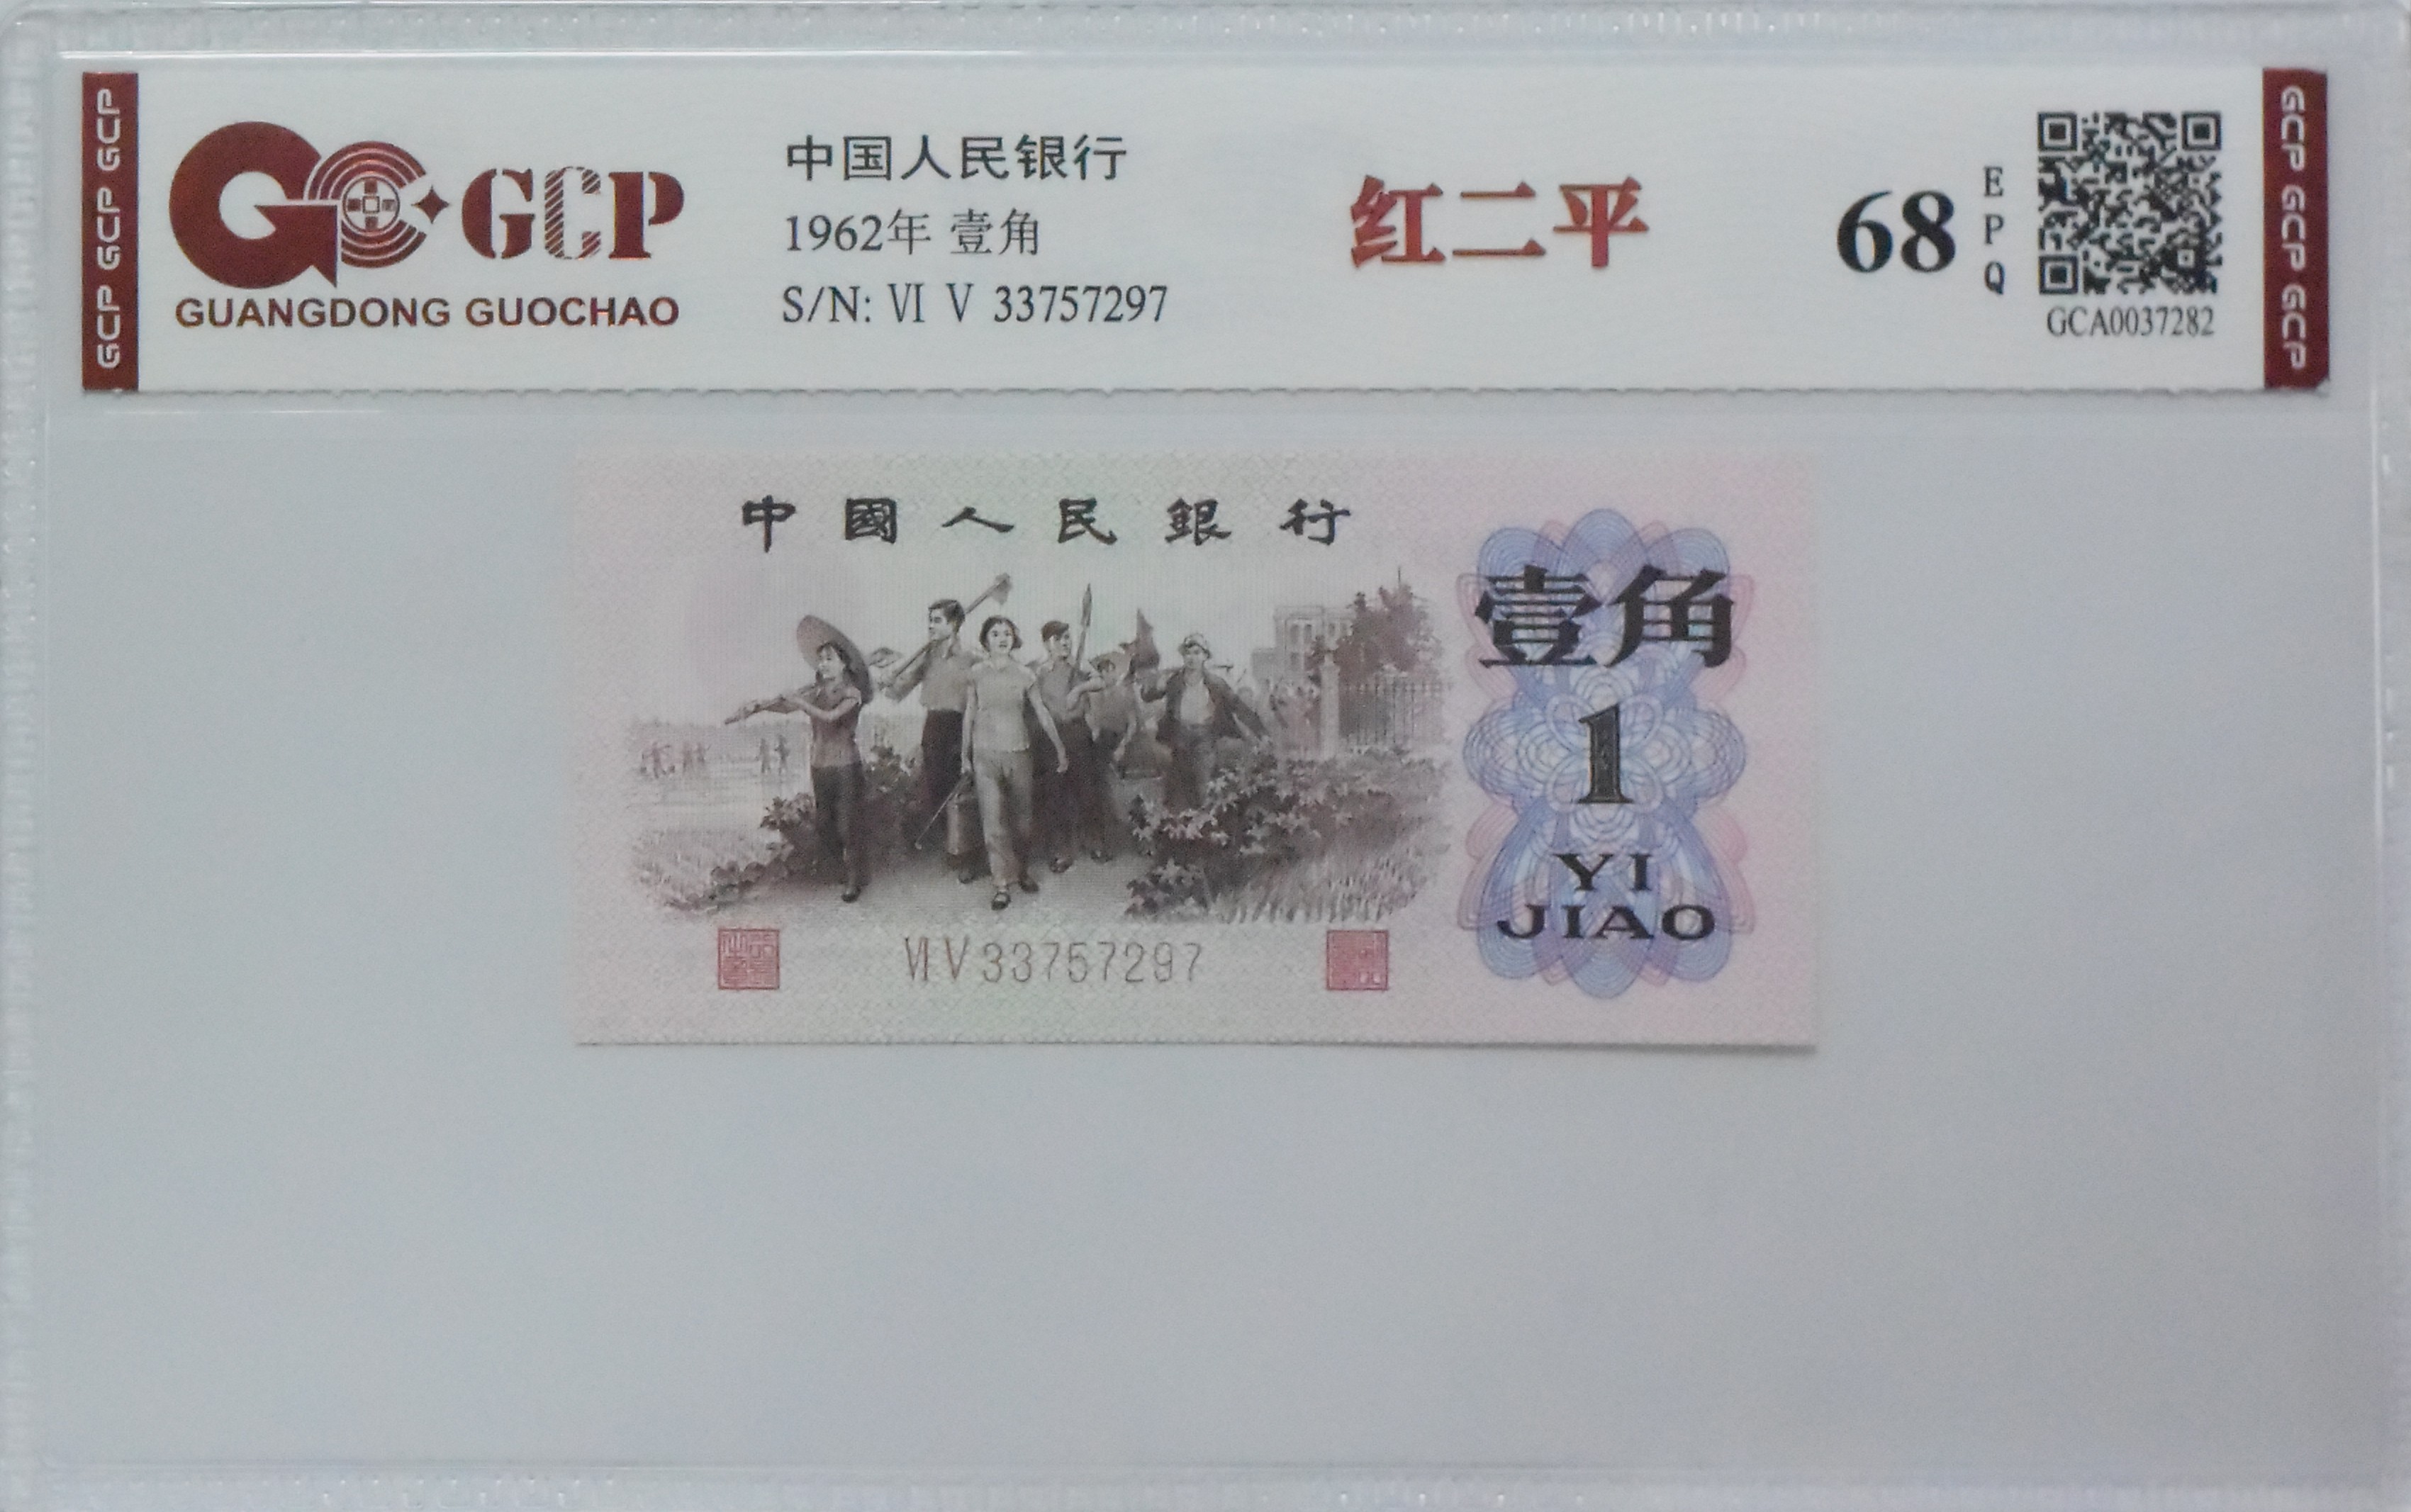 GCP GCP GCP
GCP
GUANGDONG GUOCHAO
中国人民银行
1962年 壹角
S/N: Ⅵ Ⅴ 33757297
红二平
68
EPQ
GCA0037282
GCP GCP GCP
中國人民銀行
壹角
1
YI
JIAO
ⅥⅤ33757297